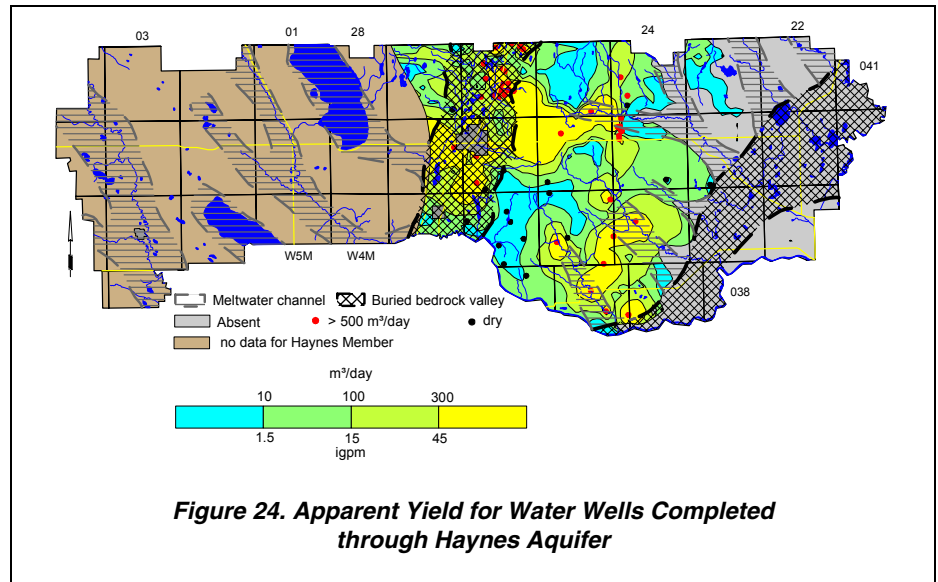 03 01 28 24 22
041
W5M W4M
038
Meltwater channel Buried bedrock valley
Absent > 500 m³/day dry
no data for Haynes Member
m³/day
10 100 300
1.5 15 45
igpm
Figure 24. Apparent Yield for Water Wells Completed
through Haynes Aquifer